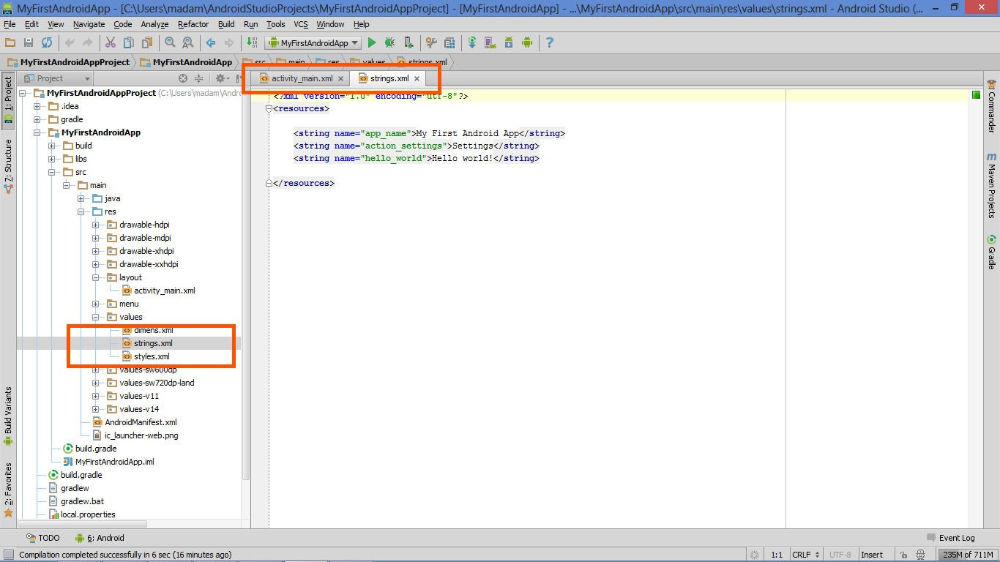 MyFirstAndroidApp - [C:\Users\madam\AndroidStudioProjects\MyFirstAndroidAppProject] - [MyFirstAndroidApp] - ...\MyFirstAndroidApp\src\main\res\values\strings.xml - Android Studio (...
File Edit View Navigate Code Analyze Refactor Build Run Tools VCS Window Help
MyFirstAndroidApp
MyFirstAndroidAppProject MyFirstAndroidApp src main res values strings.xml
Project
activity_main.xml strings.xml
1: Project
Z: Structure
Build Variants
2: Favorites
MyFirstAndroidAppProject (C:\Users\madam\Andro
.idea
gradle
MyFirstAndroidApp
build
libs
src
main
java
res
drawable-hdpi
drawable-mdpi
drawable-xhdpi
drawable-xxhdpi
layout
activity_main.xml
menu
values
dimens.xml
strings.xml
styles.xml
values-sw600dp
values-sw720dp-land
values-v11
values-v14
AndroidManifest.xml
ic_launcher-web.png
build.gradle
MyFirstAndroidApp.iml
build.gradle
gradlew
gradlew.bat
local.properties
<?xml version="1.0" encoding="utf-8"?>
<resources>
<string name="app_name">My First Android App</string>
<string name="action_settings">Settings</string>
<string name="hello_world">Hello world!</string>
</resources>
Commander
m Maven Projects
Gradle
TODO 6: Android Event Log
Compilation completed successfully in 6 sec (16 minutes ago) 1:1 CRLF UTF-8 Insert 235M of 711M